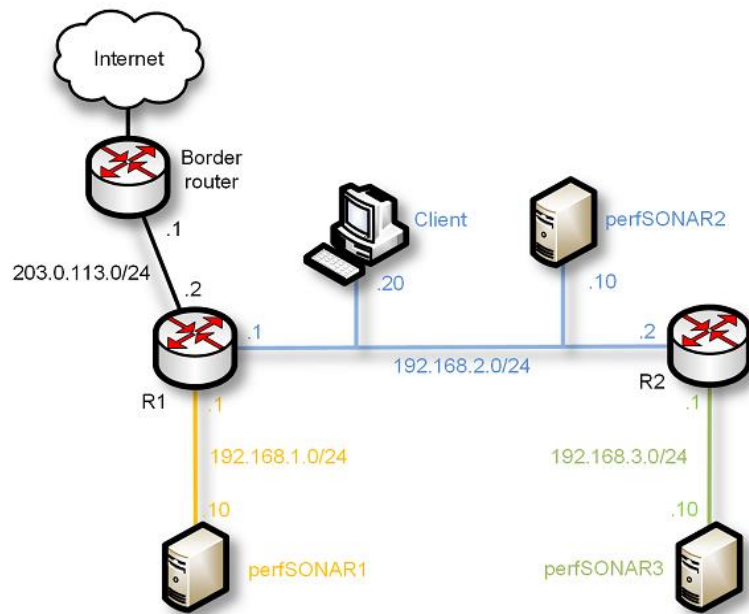 Internet
Border
router
.1
203.0.113.0/24
.2
Client
.20
perfSONAR2
.10
.1
192.168.2.0/24
.2
R1
R2
.1
192.168.1.0/24
.10
perfSONAR1
.1
192.168.3.0/24
.10
perfSONAR3